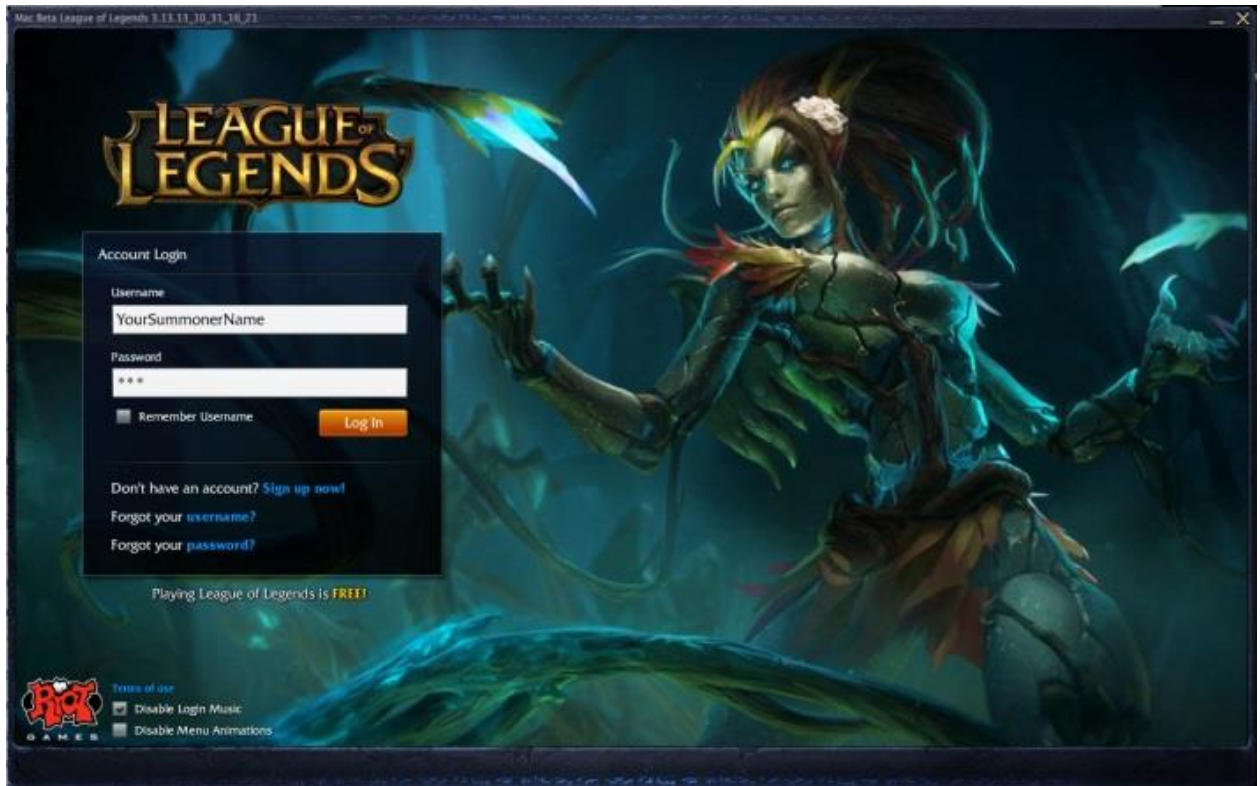 Mac Beta League of Legends 3.13.13_10_31_18_21
LEAGUE OF
LEGENDS
Account Login
Username
YourSummonerName
Password
***
Remember Username
Log In
Don't have an account? Sign up now!
Forgot your username?
Forgot your password?
Playing League of Legends is FREE!
Terms of use
Riot
GAMES
Disable Login Music
Disable Menu Animations